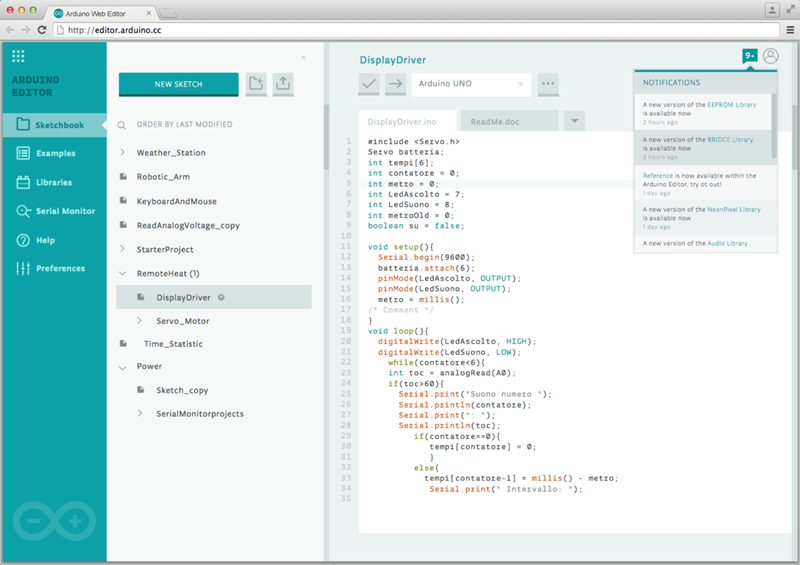 Arduino Web Editor
http://editor.arduino.cc
ARDUINO
EDITOR
Sketchbook
Examples
Libraries
Serial Monitor
Help
Preferences
NEW SKETCH
ORDER BY LAST MODIFIED
Weather_Station
Robotic_Arm
KeyboardAndMouse
ReadAnalogVoltage_copy
StarterProject
RemoteHeat (1)
DisplayDriver
Servo_Motor
Time_Statistic
Power
Sketch_copy
SerialMonitorprojects
DisplayDriver
Arduino UNO
DisplayDriver.ino
ReadMe.doc
1 #include <Servo.h>
2 Servo batteria;
3 int tempi[6];
4 int contatore = 0;
5 int metro = 0;
6 int LedAscolto = 7;
7 int LedSuono = 8;
8 int metroOld = 0;
9 boolean su = false;
10
11 void setup(){
12 Serial.begin(9600);
13 batteria.attach(6);
14 pinMode(LedAscolto, OUTPUT);
15 pinMode(LedSuono, OUTPUT);
16 metro = millis();
17 /* Comment */
18 }
19 void loop(){
20 digitalWrite(LedAscolto, HIGH);
21 digitalWrite(LedSuono, LOW);
22 while(contatore<6){
23 int toc = analogRead(A0);
24 if(toc>60){
25 Serial.print("Suono numero ");
26 Serial.println(contatore);
27 Serial.print(": ");
28 Serial.println(toc);
29 if(contatore==0){
30 tempi[contatore] = 0;
31 }
32 else{
33 tempi[contatore-1] = millis() - metro;
34 Serial.print(" Intervallo: ");
35
9+
NOTIFICATIONS
A new version of the EEPROM Library
is available now
2 hours ago
A new version of the BRIDGE Library
is available now
3 hours ago
Reference is now available within the
Arduino Editor, try ot out!
1 day ago
A new version of the NeonPixel Library
is available now
1 day ago
A new version of the Audio Library